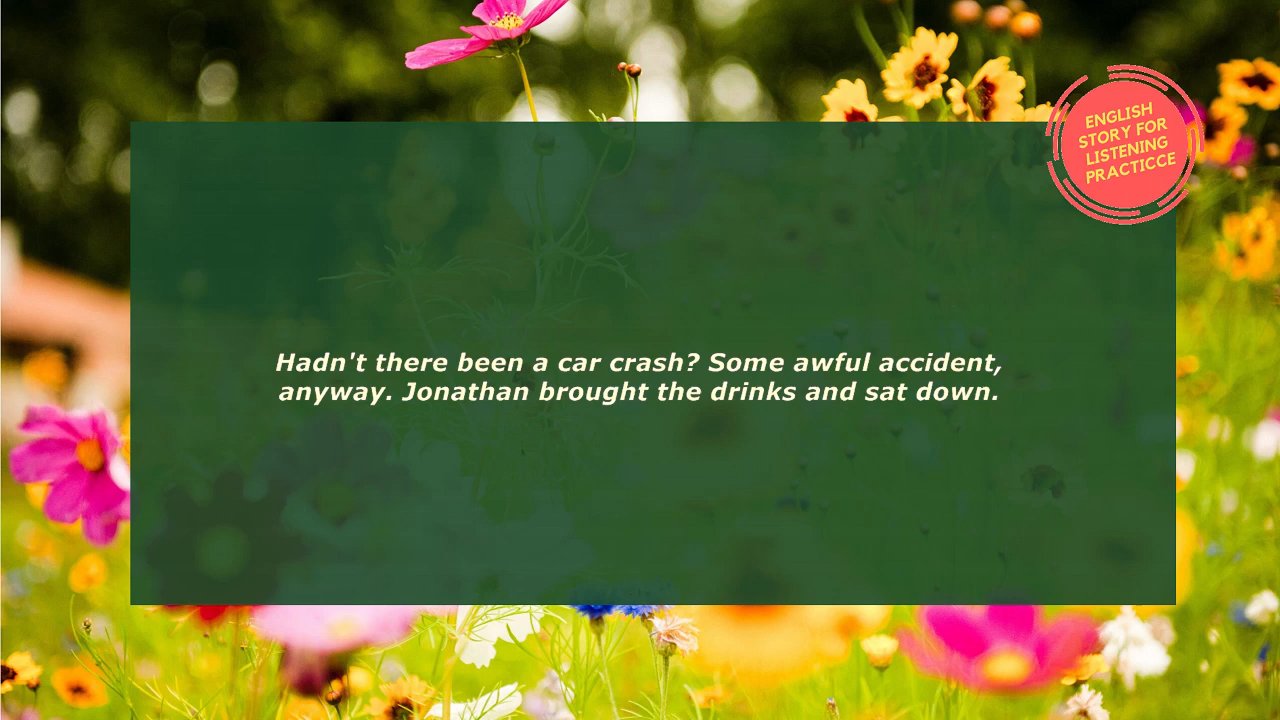 ENGLISH
STORY FOR
LISTENING
PRACTICCE
Hadn't there been a car crash? Some awful accident,
anyway. Jonathan brought the drinks and sat down.